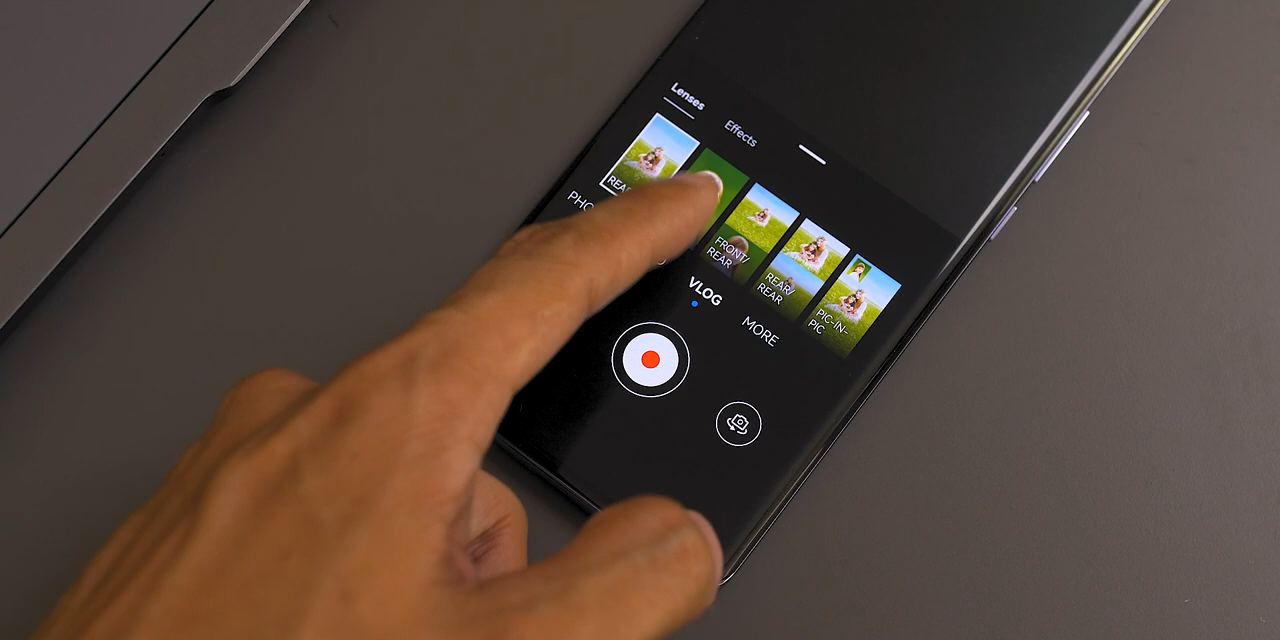 Lenses
Effects
FRONT/
REAR
REAR/
REAR
PIC-IN-
PIC
VLOG
MORE